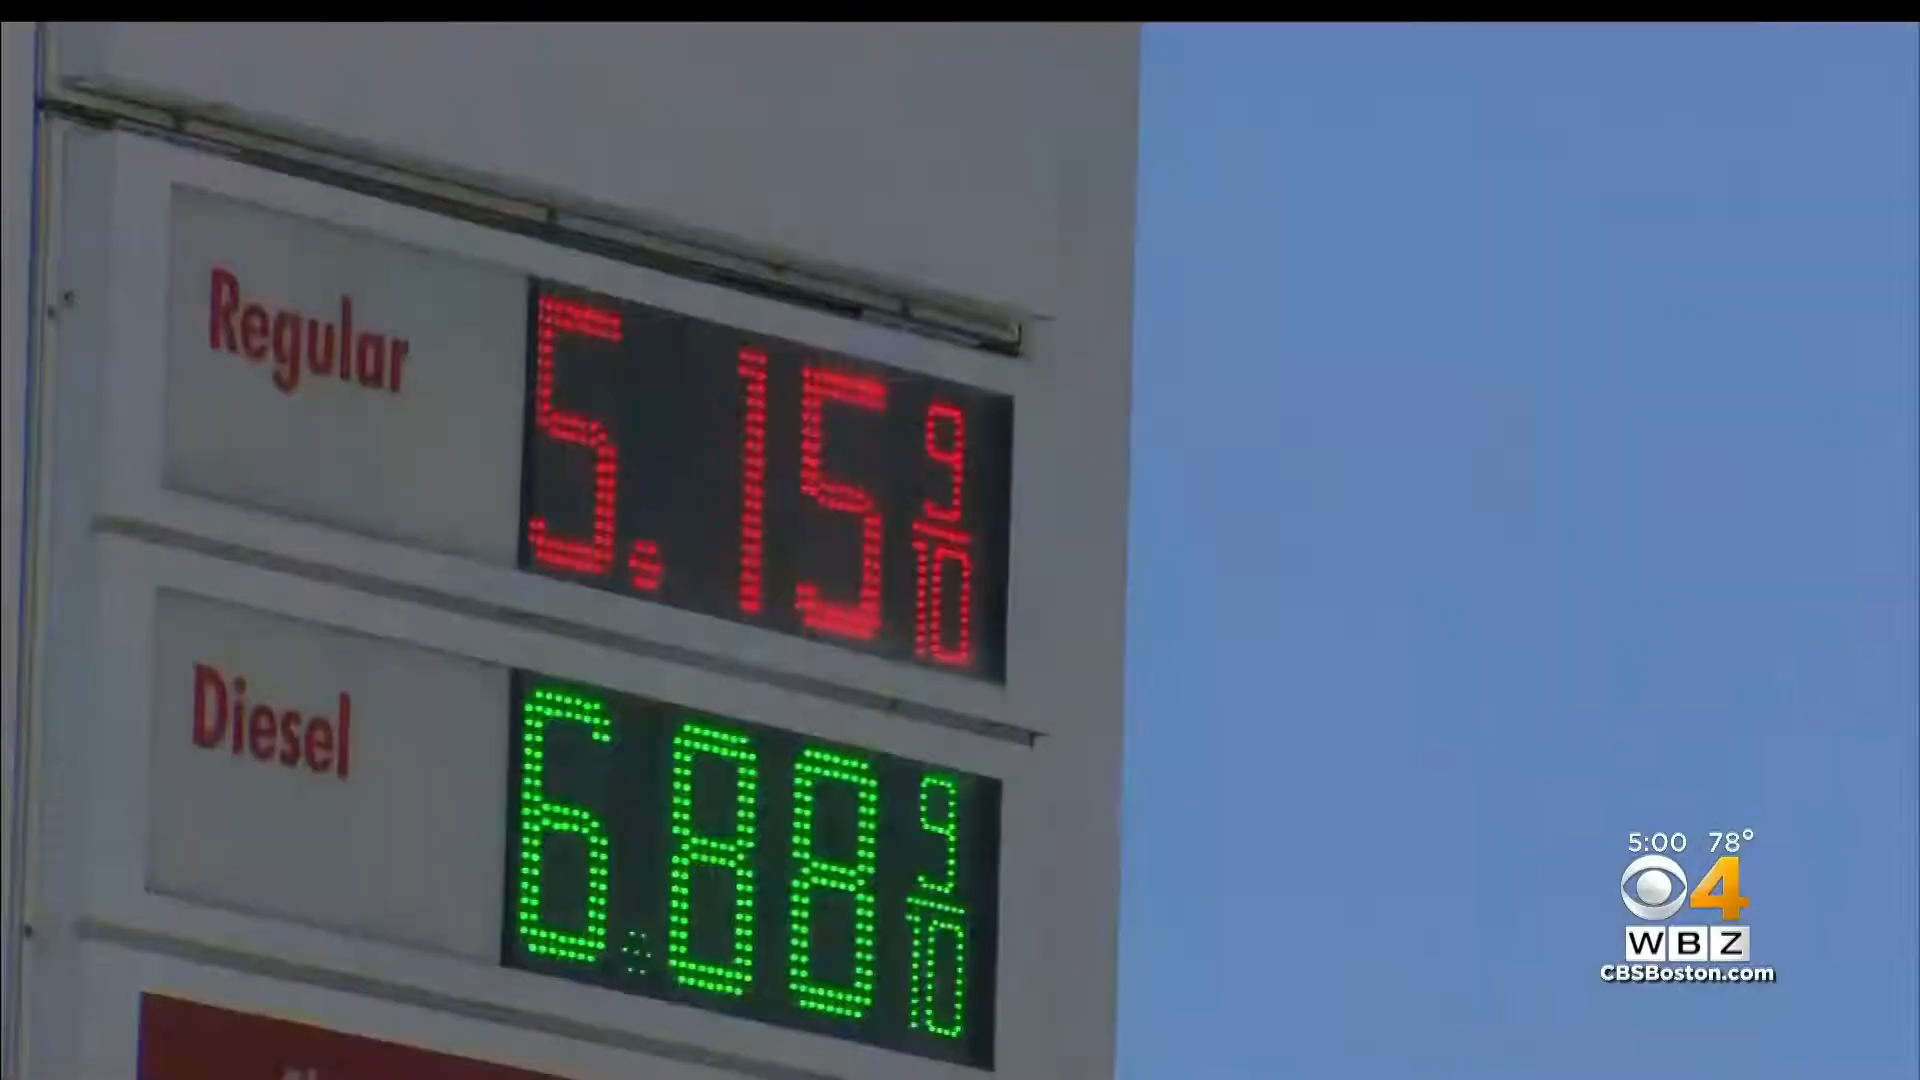 Regular
5.15 9/10
Diesel
6.88 9/10
5:00 78°
4
WBZ
CBSBoston.com